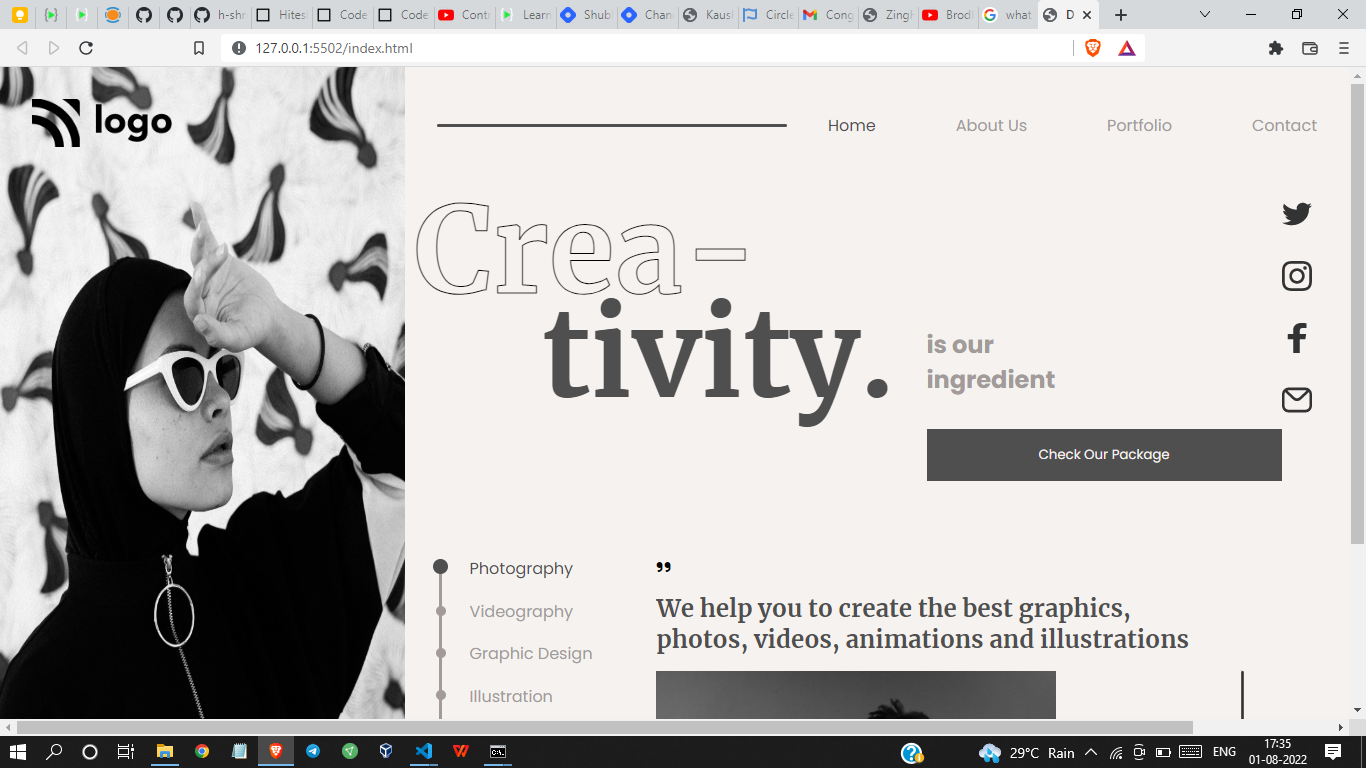 h-shr
Hites
Code
Code
Cont
Learn
Shub
Chan
Kaus
Circle
Cong
Zing
Brod
what
D
127.0.0.1:5502/index.html
logo
Home
About Us
Portfolio
Contact
Crea-
tivity.
is our
ingredient
Check Our Package
Photography
Videography
Graphic Design
Illustration
”
We help you to create the best graphics,
photos, videos, animations and illustrations
29°C Rain
ENG
17:35
01-08-2022